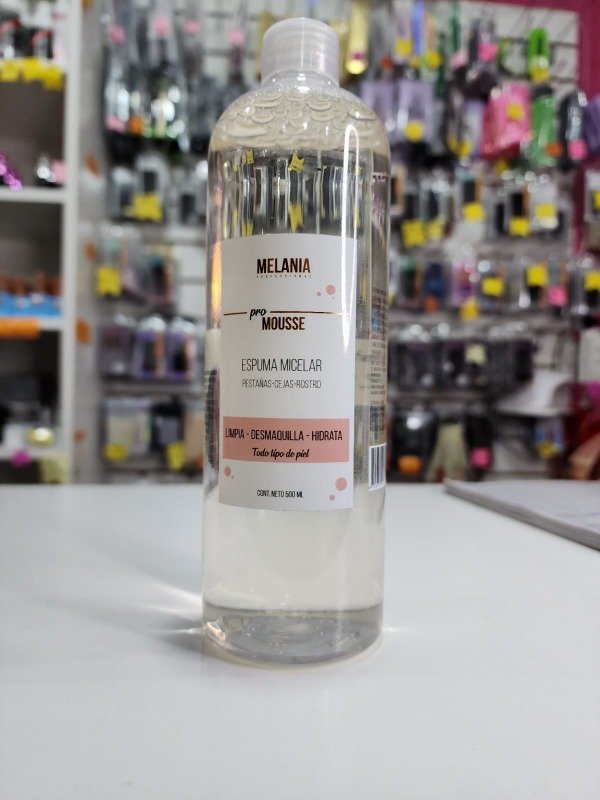 MELANIA
PROFESSIONAL
pro
MOUSSE
ESPUMA MICELAR
PESTAÑAS-CEJAS-ROSTRO
LIMPIA - DESMAQUILLA - HIDRATA
Todo tipo de piel
CONT. NETO 500 ML